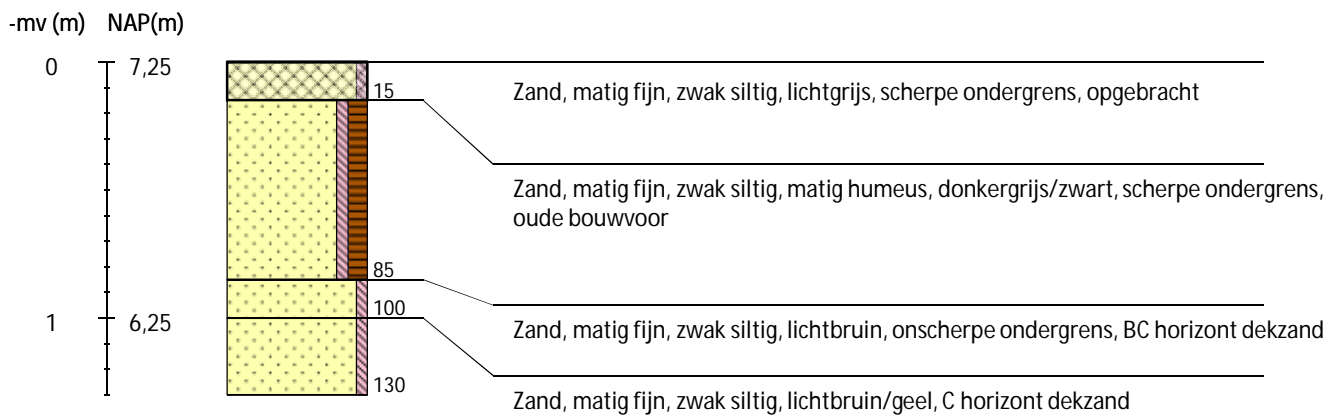 -mv (m) NAP(m)
0 7,25
15
Zand, matig fijn, zwak siltig, lichtgrijs, scherpe ondergrens, opgebracht
Zand, matig fijn, zwak siltig, matig humeus, donkergrijs/zwart, scherpe ondergrens,
oude bouwvoor
85
100
1 6,25
Zand, matig fijn, zwak siltig, lichtbruin, onscherpe ondergrens, BC horizont dekzand
130
Zand, matig fijn, zwak siltig, lichtbruin/geel, C horizont dekzand